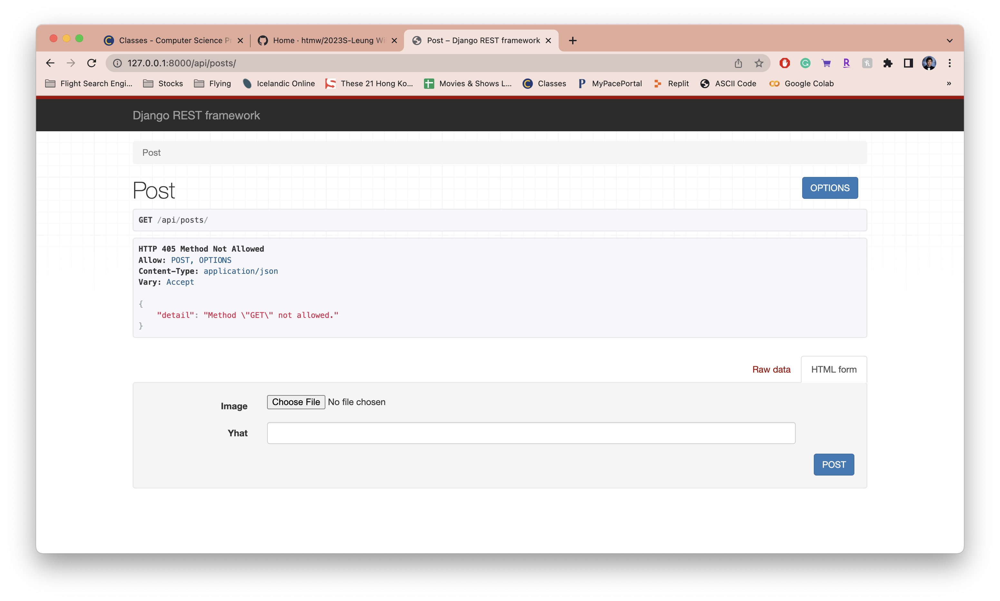 Classes - Computer Science Pr
Home · htmw/2023S-Leung Wi
Post – Django REST framework
127.0.0.1:8000/api/posts/
Flight Search Engi...
Stocks
Flying
Icelandic Online
These 21 Hong Ko...
Movies & Shows L...
Classes
MyPacePortal
Replit
ASCII Code
Google Colab
»
Django REST framework
Post
Post
OPTIONS
GET /api/posts/
HTTP 405 Method Not Allowed
Allow: POST, OPTIONS
Content-Type: application/json
Vary: Accept
{
"detail": "Method \"GET\" not allowed."
}
Raw data
HTML form
Image
Choose File No file chosen
Yhat
POST